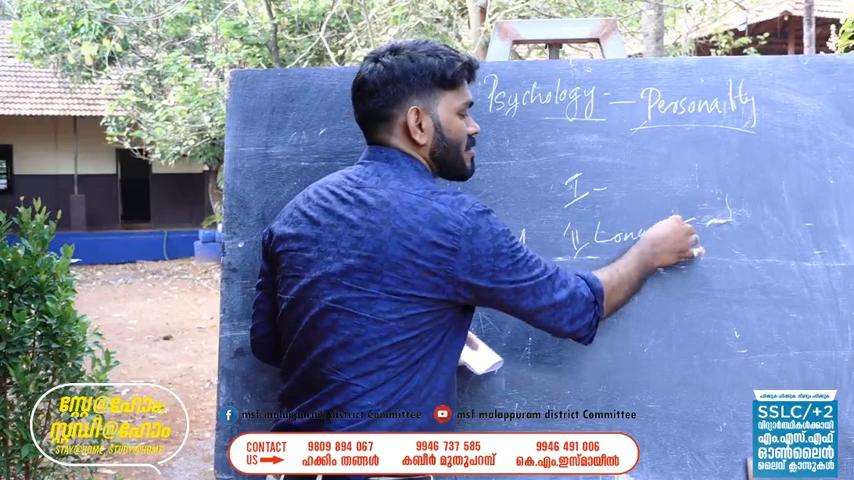 Psychology - Personality
I -
II
സ്റ്റേ@ഹോം;
സ്റ്റഡി@ഹോം
STAY@HOME STUDY@HOME
msf malappuram district Committee
msf malappuram district Committee
CONTACT US
9809 894 067
ഹക്കീം തങ്ങൾ
9946 737 585
കബീർ മുതുപറമ്പ്
9946 491 006
കെ.എം.ഇസ്മായീൽ
SSLC/+2
വിദ്യാർത്ഥികൾക്കായി
എം.എസ്.എഫ്
ഓൺലൈൻ
ലൈവ് ക്ലാസുകൾ